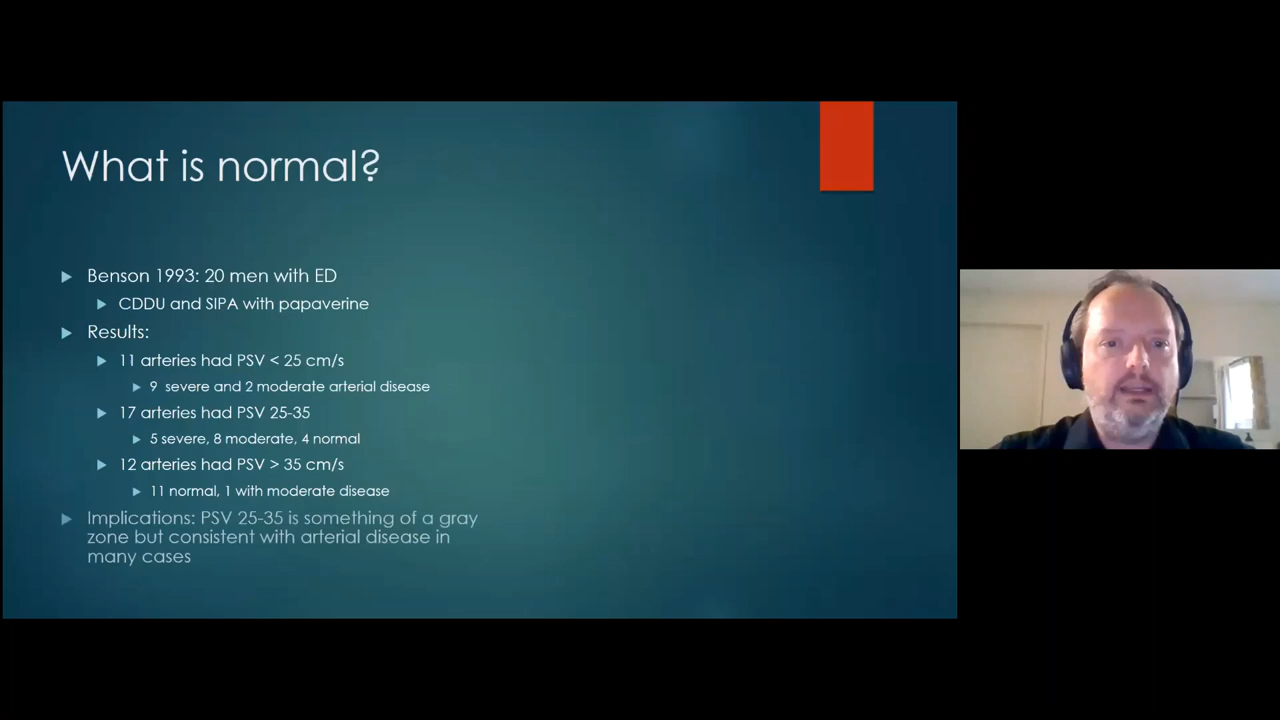 What is normal?
Benson 1993: 20 men with ED
CDDU and SIPA with papaverine
Results:
11 arteries had PSV < 25 cm/s
9 severe and 2 moderate arterial disease
17 arteries had PSV 25-35
5 severe, 8 moderate, 4 normal
12 arteries had PSV > 35 cm/s
11 normal, 1 with moderate disease
Implications: PSV 25-35 is something of a gray
zone but consistent with arterial disease in
many cases